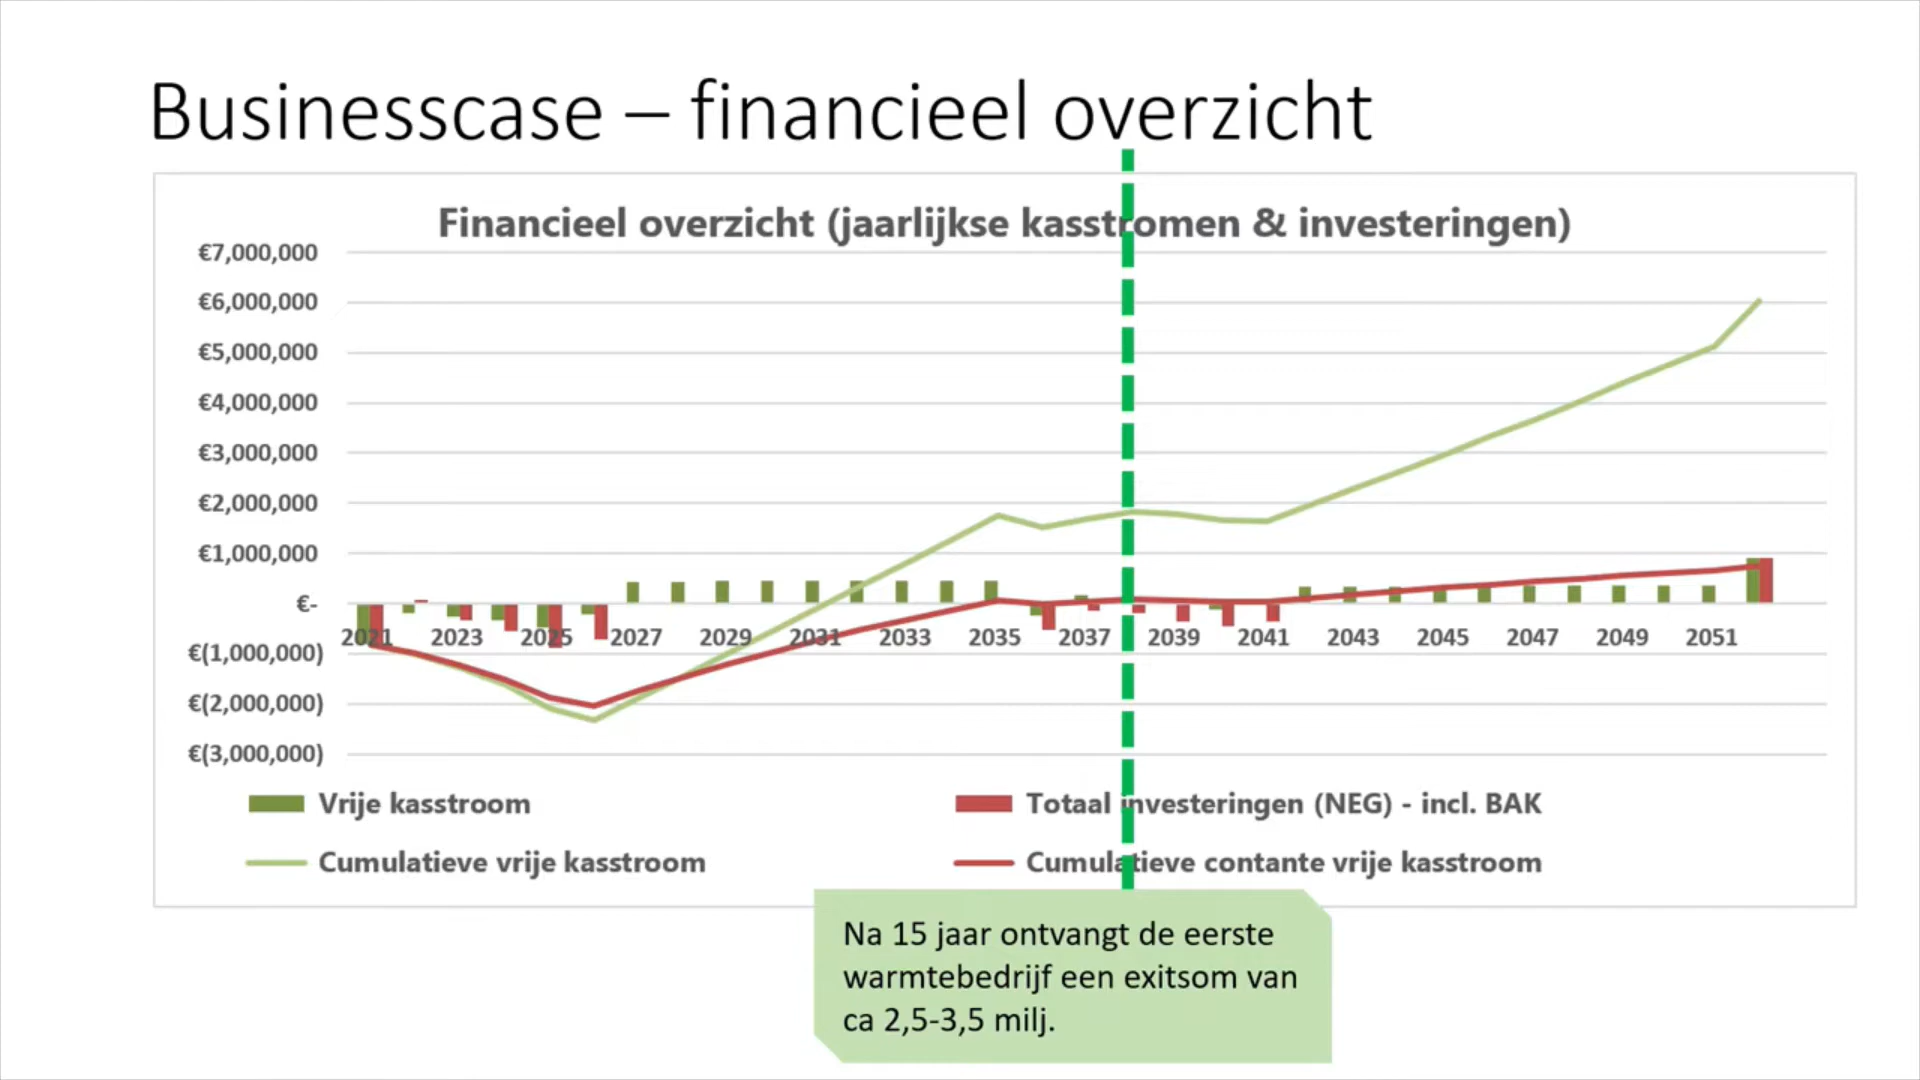 Businesscase – financieel overzicht
Financieel overzicht (jaarlijkse kasstromen & investeringen)
€7,000,000
€6,000,000
€5,000,000
€4,000,000
€3,000,000
€2,000,000
€1,000,000
€-
€(1,000,000)
€(2,000,000)
€(3,000,000)
2021 2023 2025 2027 2029 2031 2033 2035 2037 2039 2041 2043 2045 2047 2049 2051
Vrije kasstroom
Totaal investeringen (NEG) - incl. BAK
Cumulatieve vrije kasstroom
Cumulatieve contante vrije kasstroom
Na 15 jaar ontvangt de eerste
warmtebedrijf een exitsom van
ca 2,5-3,5 milj.